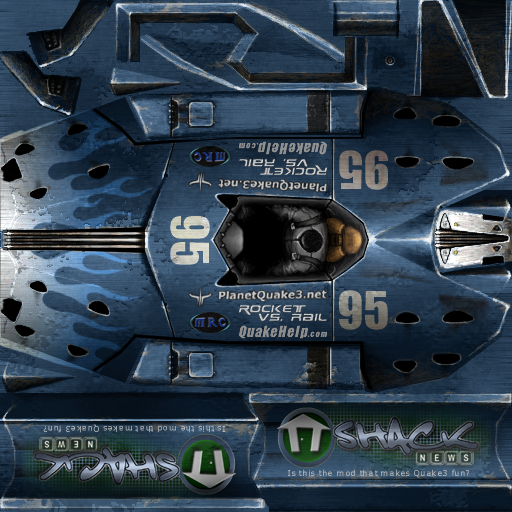 QuakeHelp.com
MRC
ROCKET
VS. RAIL
PlanetQuake3.net
95
95
PlanetQuake3.net
95
ROCKET
VS. RAIL
MRC
QuakeHelp.com
Is this the mod that makes Quake3 fun?
NEWS
SHACK
SHACK
NEWS
Is this the mod that makes Quake3 fun?